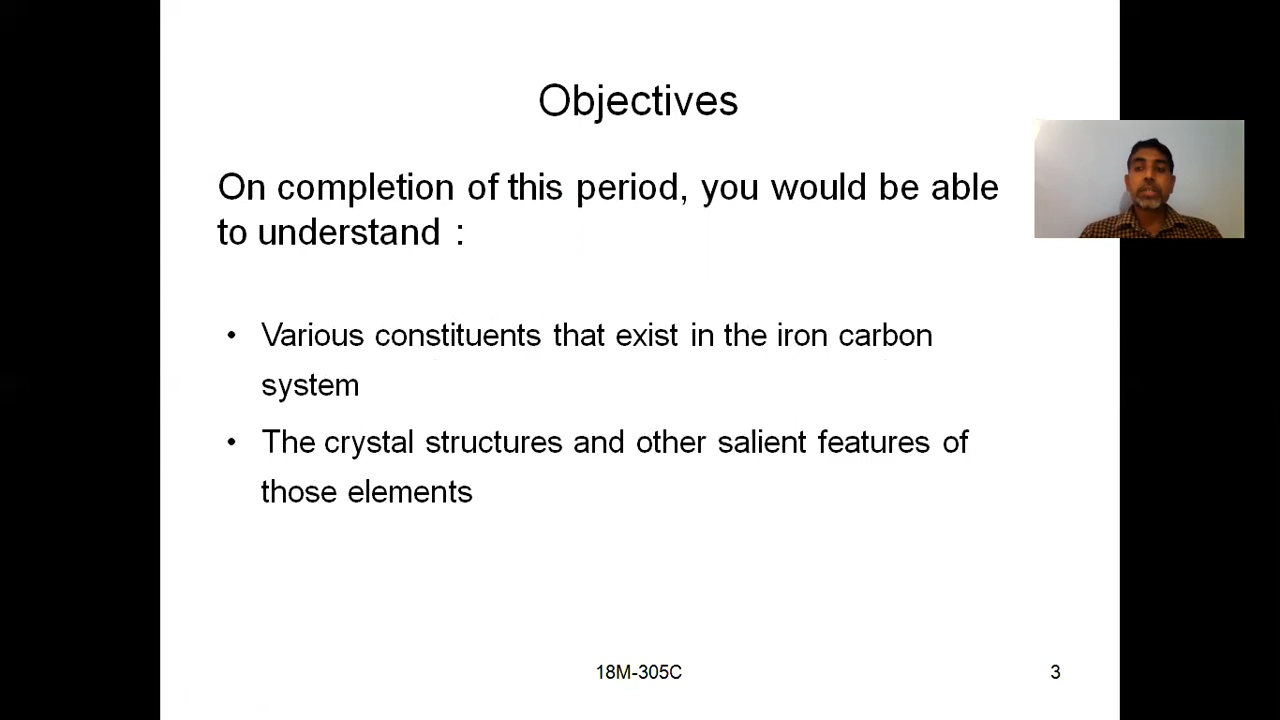 Objectives
On completion of this period, you would be able
to understand :
• Various constituents that exist in the iron carbon
system
• The crystal structures and other salient features of
those elements
18M-305C
3